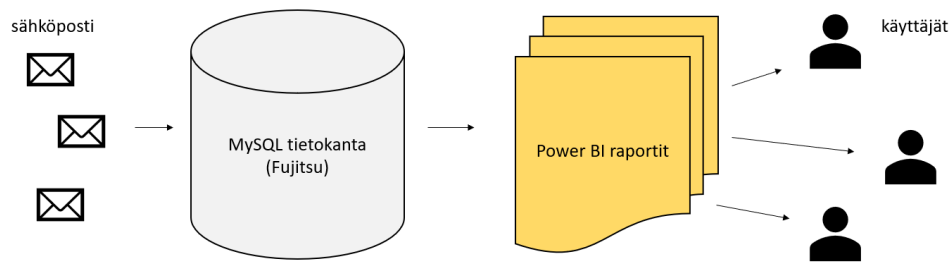 sähköposti
MySQL tietokanta
(Fujitsu)
Power BI raportit
käyttäjät